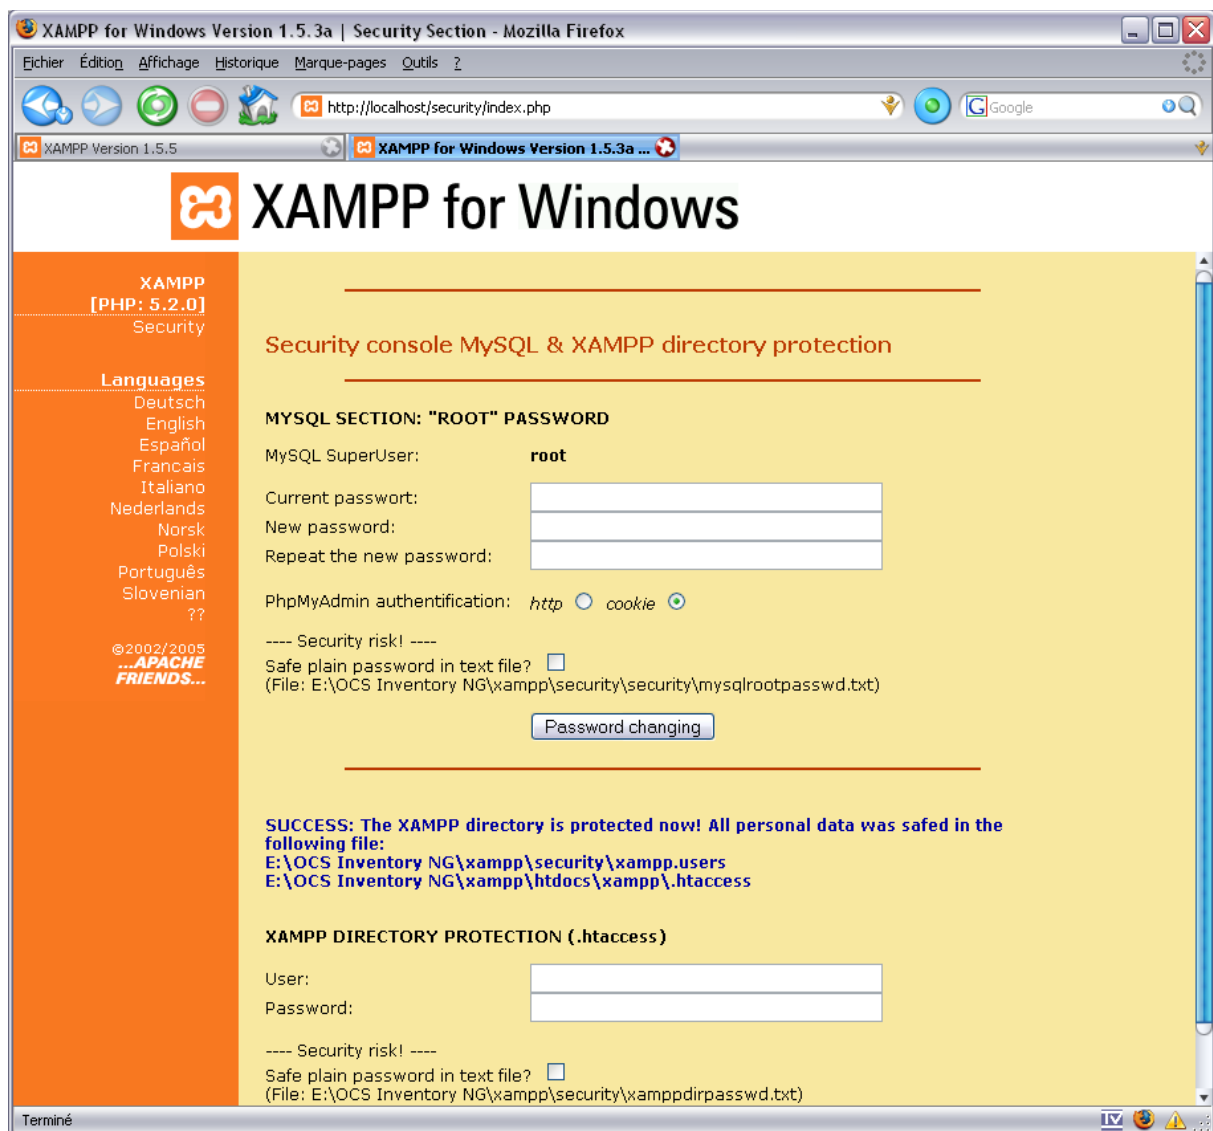 XAMPP for Windows Version 1.5.3a | Security Section - Mozilla Firefox
Fichier Édition Affichage Historique Marque-pages Outils ?
http://localhost/security/index.php
Google
XAMPP Version 1.5.5
XAMPP for Windows Version 1.5.3a ...
XAMPP for Windows
XAMPP
[PHP: 5.2.0]
Security
Languages
Deutsch
English
Español
Francais
Italiano
Nederlands
Norsk
Polski
Português
Slovenian
??
©2002/2005
...APACHE
FRIENDS...
Security console MySQL & XAMPP directory protection
MYSQL SECTION: "ROOT" PASSWORD
MySQL SuperUser: root
Current passwort:
New password:
Repeat the new password:
PhpMyAdmin authentification: http cookie
---- Security risk! ----
Safe plain password in text file?
(File: E:\OCS Inventory NG\xampp\security\security\mysqlrootpasswd.txt)
Password changing
SUCCESS: The XAMPP directory is protected now! All personal data was safed in the
following file:
E:\OCS Inventory NG\xampp\security\xampp.users
E:\OCS Inventory NG\xampp\htdocs\xampp\.htaccess
XAMPP DIRECTORY PROTECTION (.htaccess)
User:
Password:
---- Security risk! ----
Safe plain password in text file?
(File: E:\OCS Inventory NG\xampp\security\xamppdirpasswd.txt)
Terminé